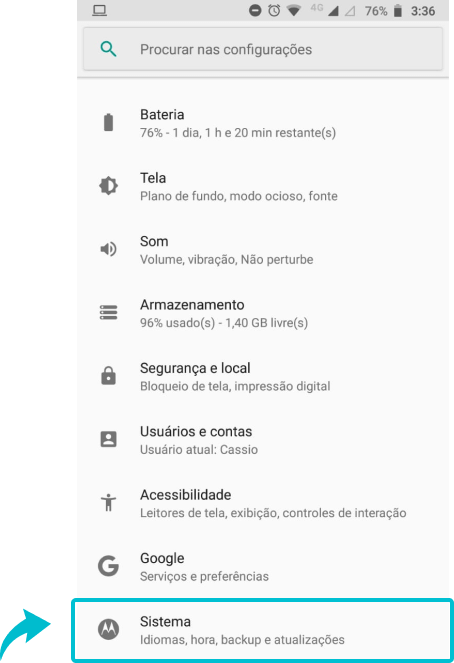 4G 76% 3:36
Procurar nas configurações
Bateria
76% - 1 dia, 1 h e 20 min restante(s)
Tela
Plano de fundo, modo ocioso, fonte
Som
Volume, vibração, Não perturbe
Armazenamento
96% usado(s) - 1,40 GB livre(s)
Segurança e local
Bloqueio de tela, impressão digital
Usuários e contas
Usuário atual: Cassio
Acessibilidade
Leitores de tela, exibição, controles de interação
Google
Serviços e preferências
Sistema
Idiomas, hora, backup e atualizações